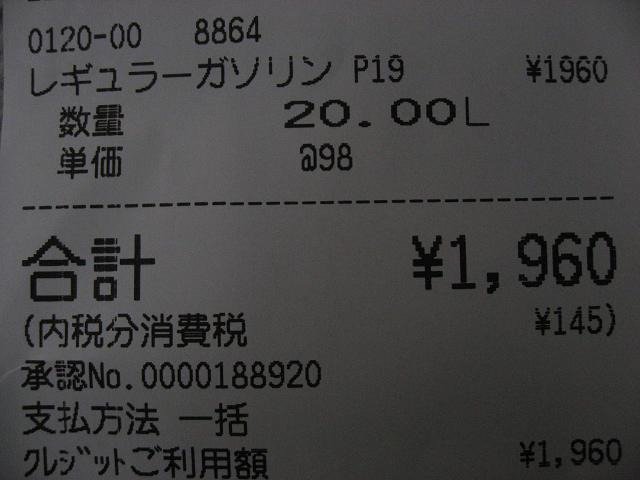 0120-00 8864
レギュラーガソリン P19 ¥1960
数量 20.00L
単価 @98
合計 ¥1,960
(内税分消費税 ¥145)
承認No.0000188920
支払方法 一括
ｸﾚｼﾞｯﾄご利用額 ¥1,960